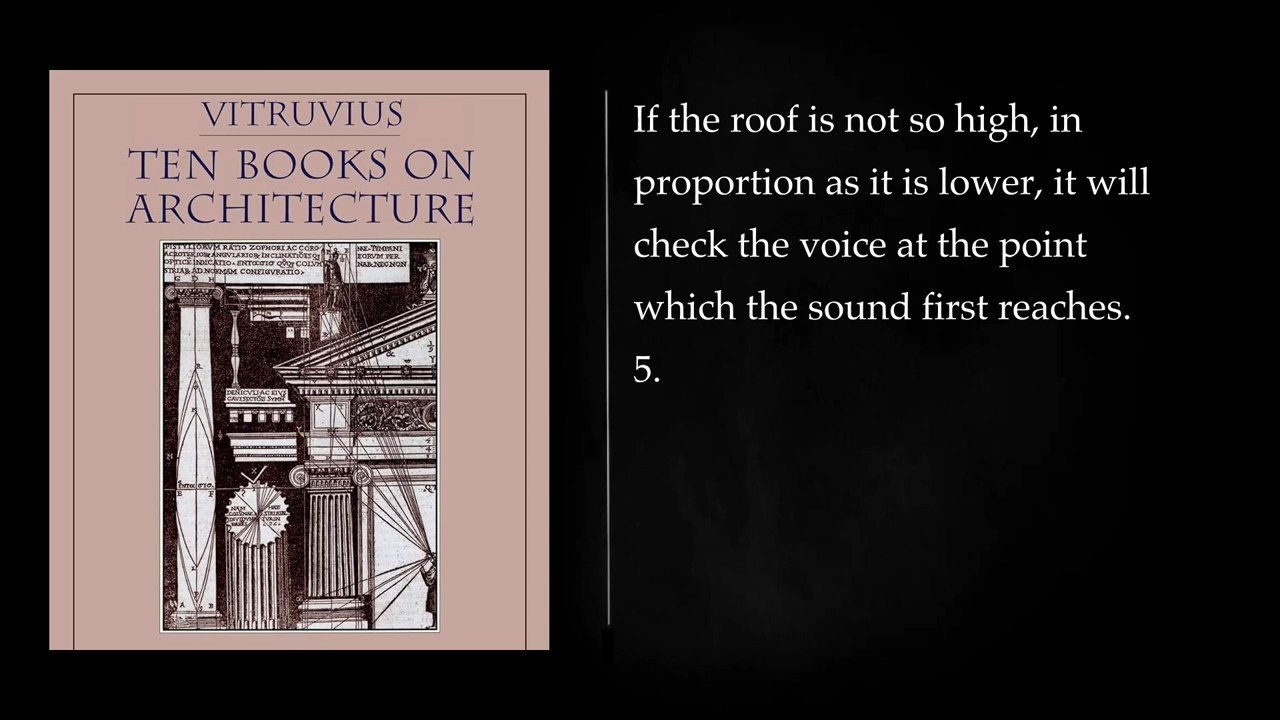 VITRUVIUS
TEN BOOKS ON
ARCHITECTURE
If the roof is not so high, in
proportion as it is lower, it will
check the voice at the point
which the sound first reaches.
5.